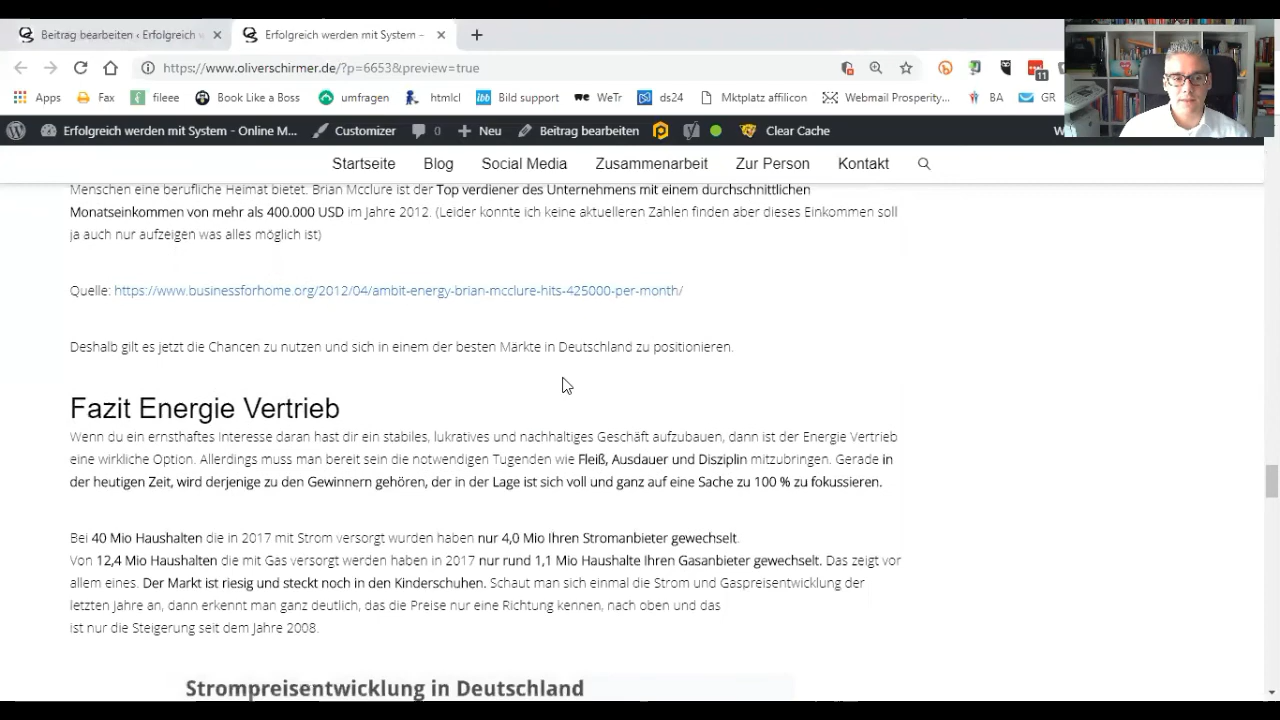 Beitrag bearbeiten ‹ Erfolgreich w
Erfolgreich werden mit System –
https://www.oliverschirmer.de/?p=6653&preview=true
11
Apps Fax fileee Book Like a Boss umfragen htmlcl Bild support WeTr ds24 Mktplatz affilicon Webmail Prosperity... BA GR
Erfolgreich werden mit System - Online M... Customizer 0 Neu Beitrag bearbeiten Clear Cache W
Startseite Blog Social Media Zusammenarbeit Zur Person Kontakt
Menschen eine berufliche Heimat bietet. Brian Mcclure ist der Top verdiener des Unternehmens mit einem durchschnittlichen
Monatseinkommen von mehr als 400.000 USD im Jahre 2012. (Leider konnte ich keine aktuelleren Zahlen finden aber dieses Einkommen soll
ja auch nur aufzeigen was alles möglich ist)
Quelle: https://www.businessforhome.org/2012/04/ambit-energy-brian-mcclure-hits-425000-per-month/
Deshalb gilt es jetzt die Chancen zu nutzen und sich in einem der besten Märkte in Deutschland zu positionieren.
Fazit Energie Vertrieb
Wenn du ein ernsthaftes Interesse daran hast dir ein stabiles, lukratives und nachhaltiges Geschäft aufzubauen, dann ist der Energie Vertrieb
eine wirkliche Option. Allerdings muss man bereit sein die notwendigen Tugenden wie Fleiß, Ausdauer und Disziplin mitzubringen. Gerade in
der heutigen Zeit, wird derjenige zu den Gewinnern gehören, der in der Lage ist sich voll und ganz auf eine Sache zu 100 % zu fokussieren.
Bei 40 Mio Haushalten die in 2017 mit Strom versorgt wurden haben nur 4,0 Mio Ihren Stromanbieter gewechselt.
Von 12,4 Mio Haushalten die mit Gas versorgt werden haben in 2017 nur rund 1,1 Mio Haushalte Ihren Gasanbieter gewechselt. Das zeigt vor
allem eines. Der Markt ist riesig und steckt noch in den Kinderschuhen. Schaut man sich einmal die Strom und Gaspreisentwicklung der
letzten Jahre an, dann erkennt man ganz deutlich, das die Preise nur eine Richtung kennen, nach oben und das
ist nur die Steigerung seit dem Jahre 2008.
Strompreisentwicklung in Deutschland